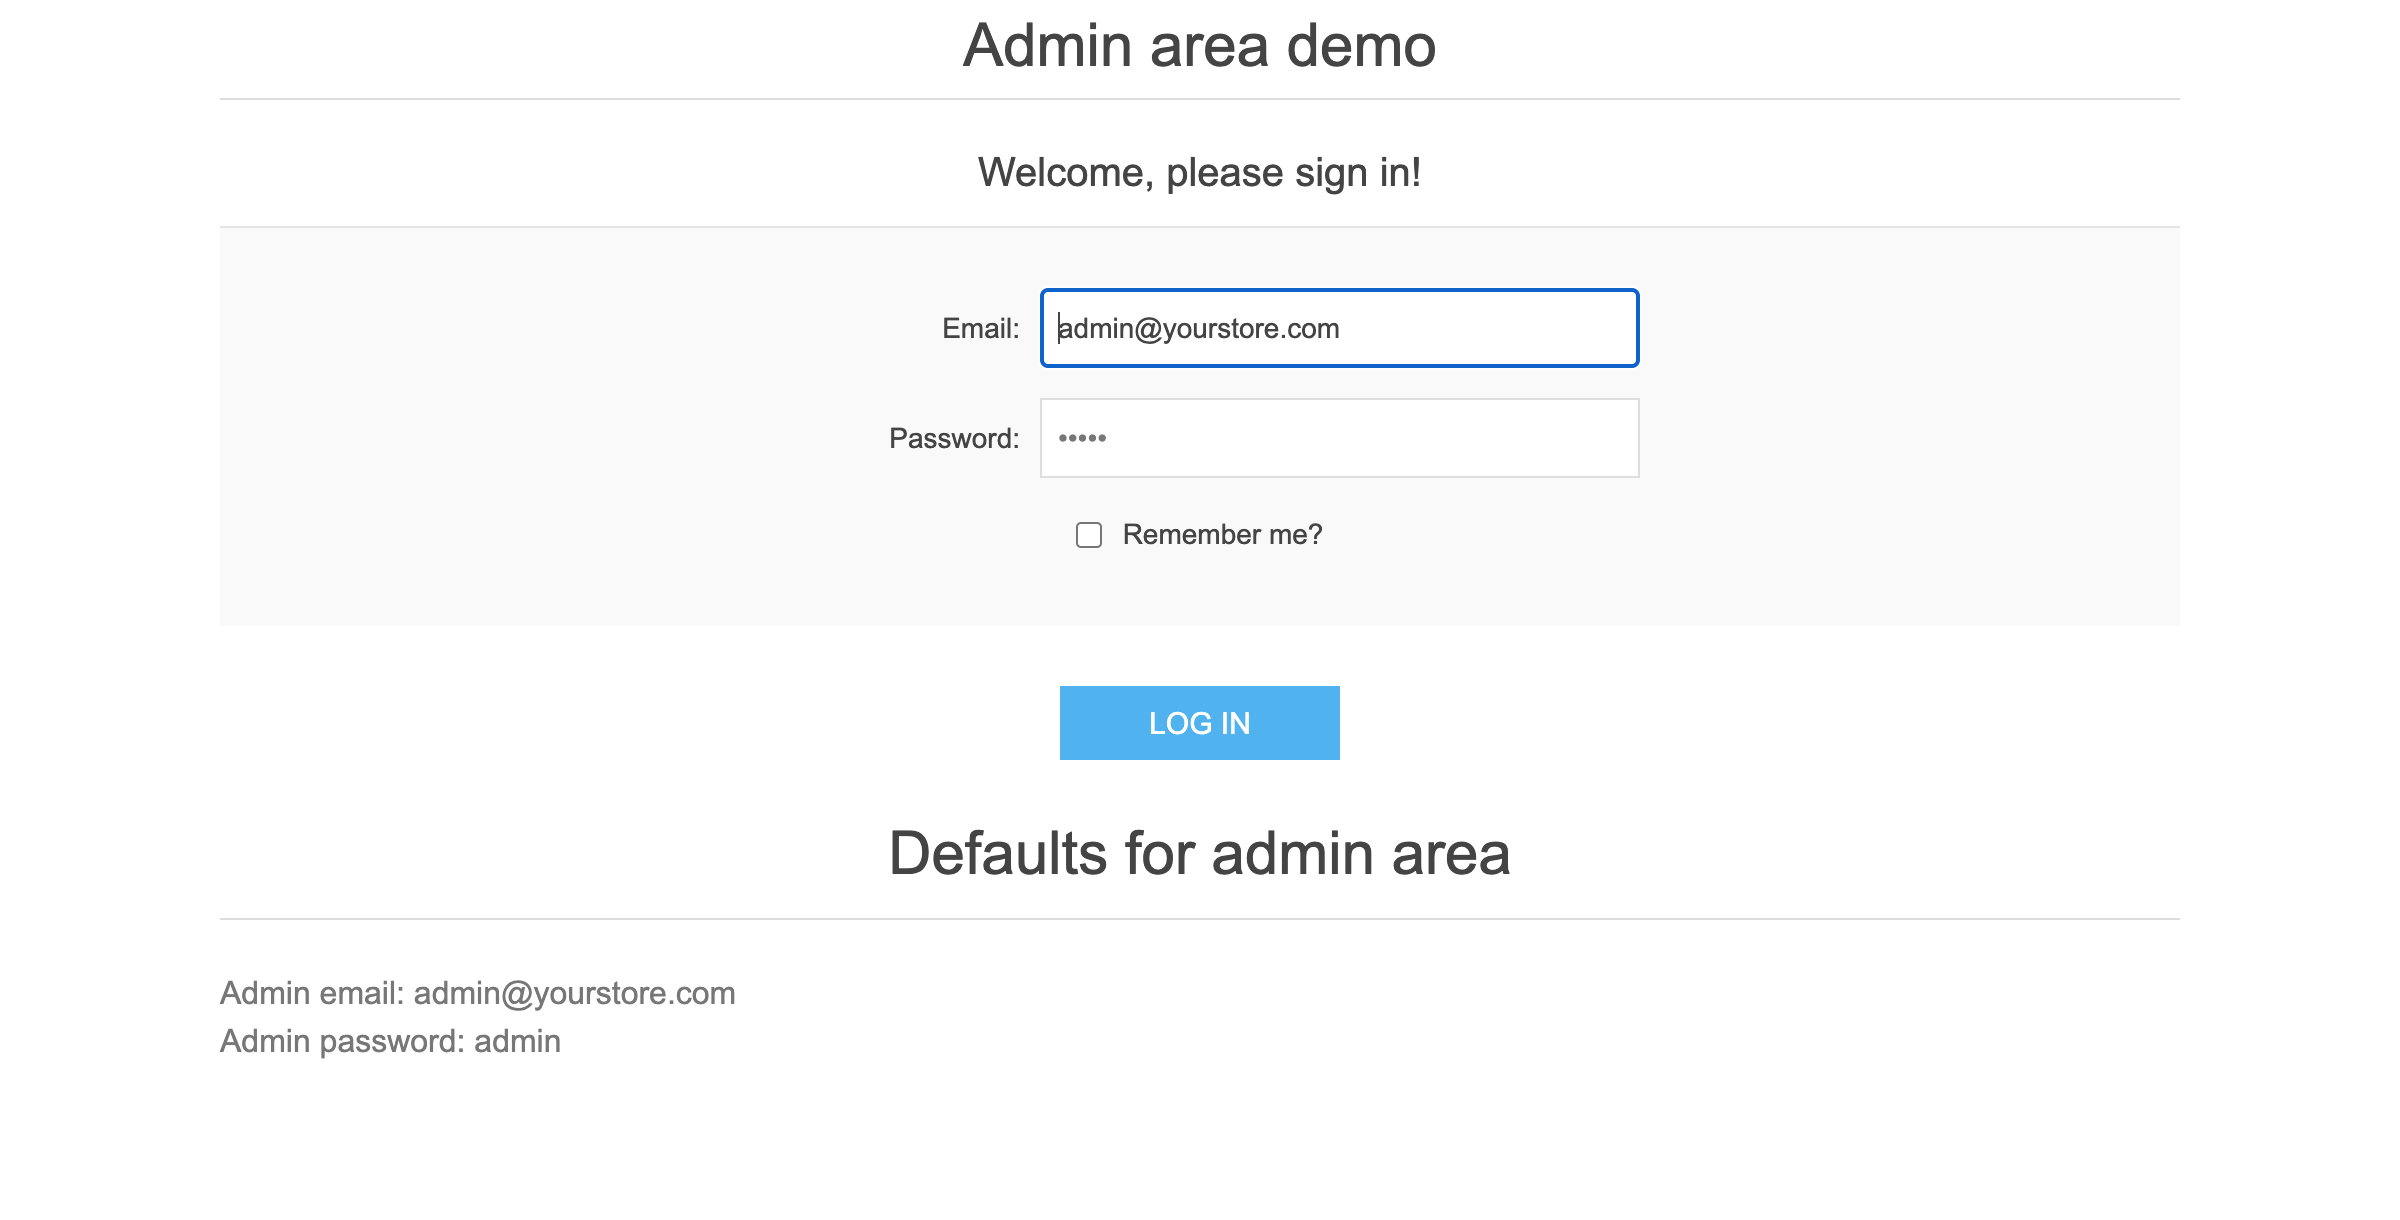 Admin area demo
Welcome, please sign in!
Email: admin@yourstore.com
Password: •••••
Remember me?
LOG IN
Defaults for admin area
Admin email: admin@yourstore.com
Admin password: admin